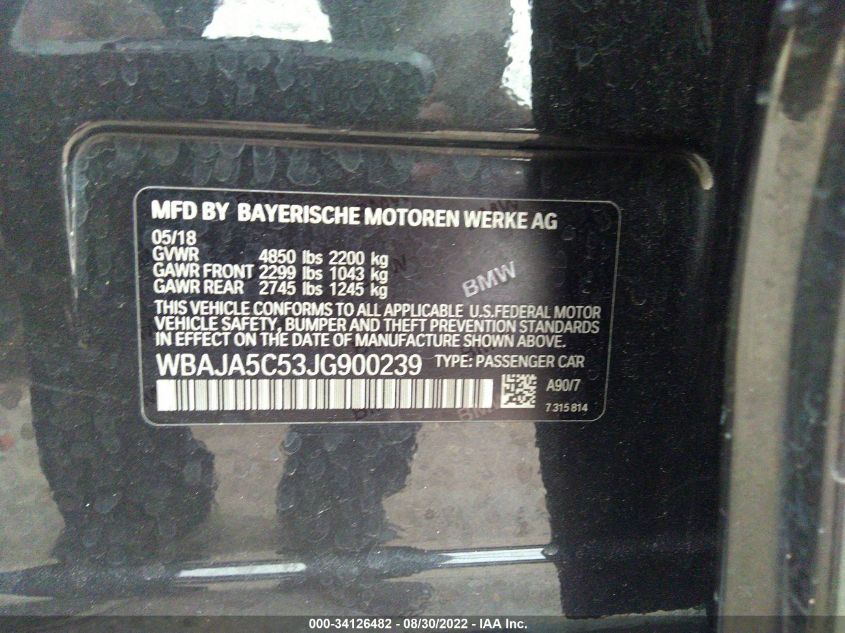 MFD BY BAYERISCHE MOTOREN WERKE AG
05/18
GVWR 4850 lbs 2200 kg
GAWR FRONT 2299 lbs 1043 kg
GAWR REAR 2745 lbs 1245 kg
BMW
THIS VEHICLE CONFORMS TO ALL APPLICABLE U.S.FEDERAL MOTOR
VEHICLE SAFETY, BUMPER AND THEFT PREVENTION STANDARDS
IN EFFECT ON THE DATE OF MANUFACTURE SHOWN ABOVE.
WBAJA5C53JG900239 TYPE: PASSENGER CAR
A90/7
7 315 814
000-34126482 - 08/30/2022 - IAA Inc.